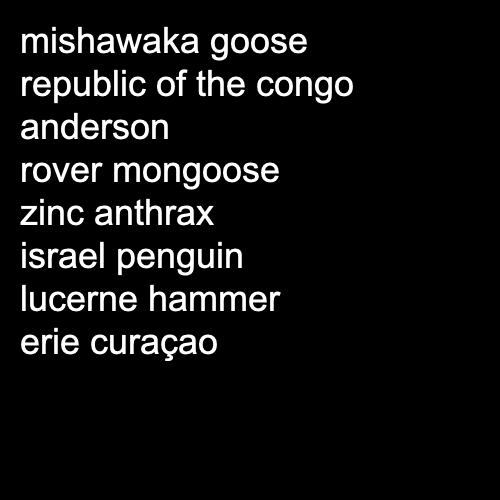 mishawaka goose
republic of the congo
anderson
rover mongoose
zinc anthrax
israel penguin
lucerne hammer
erie curaçao